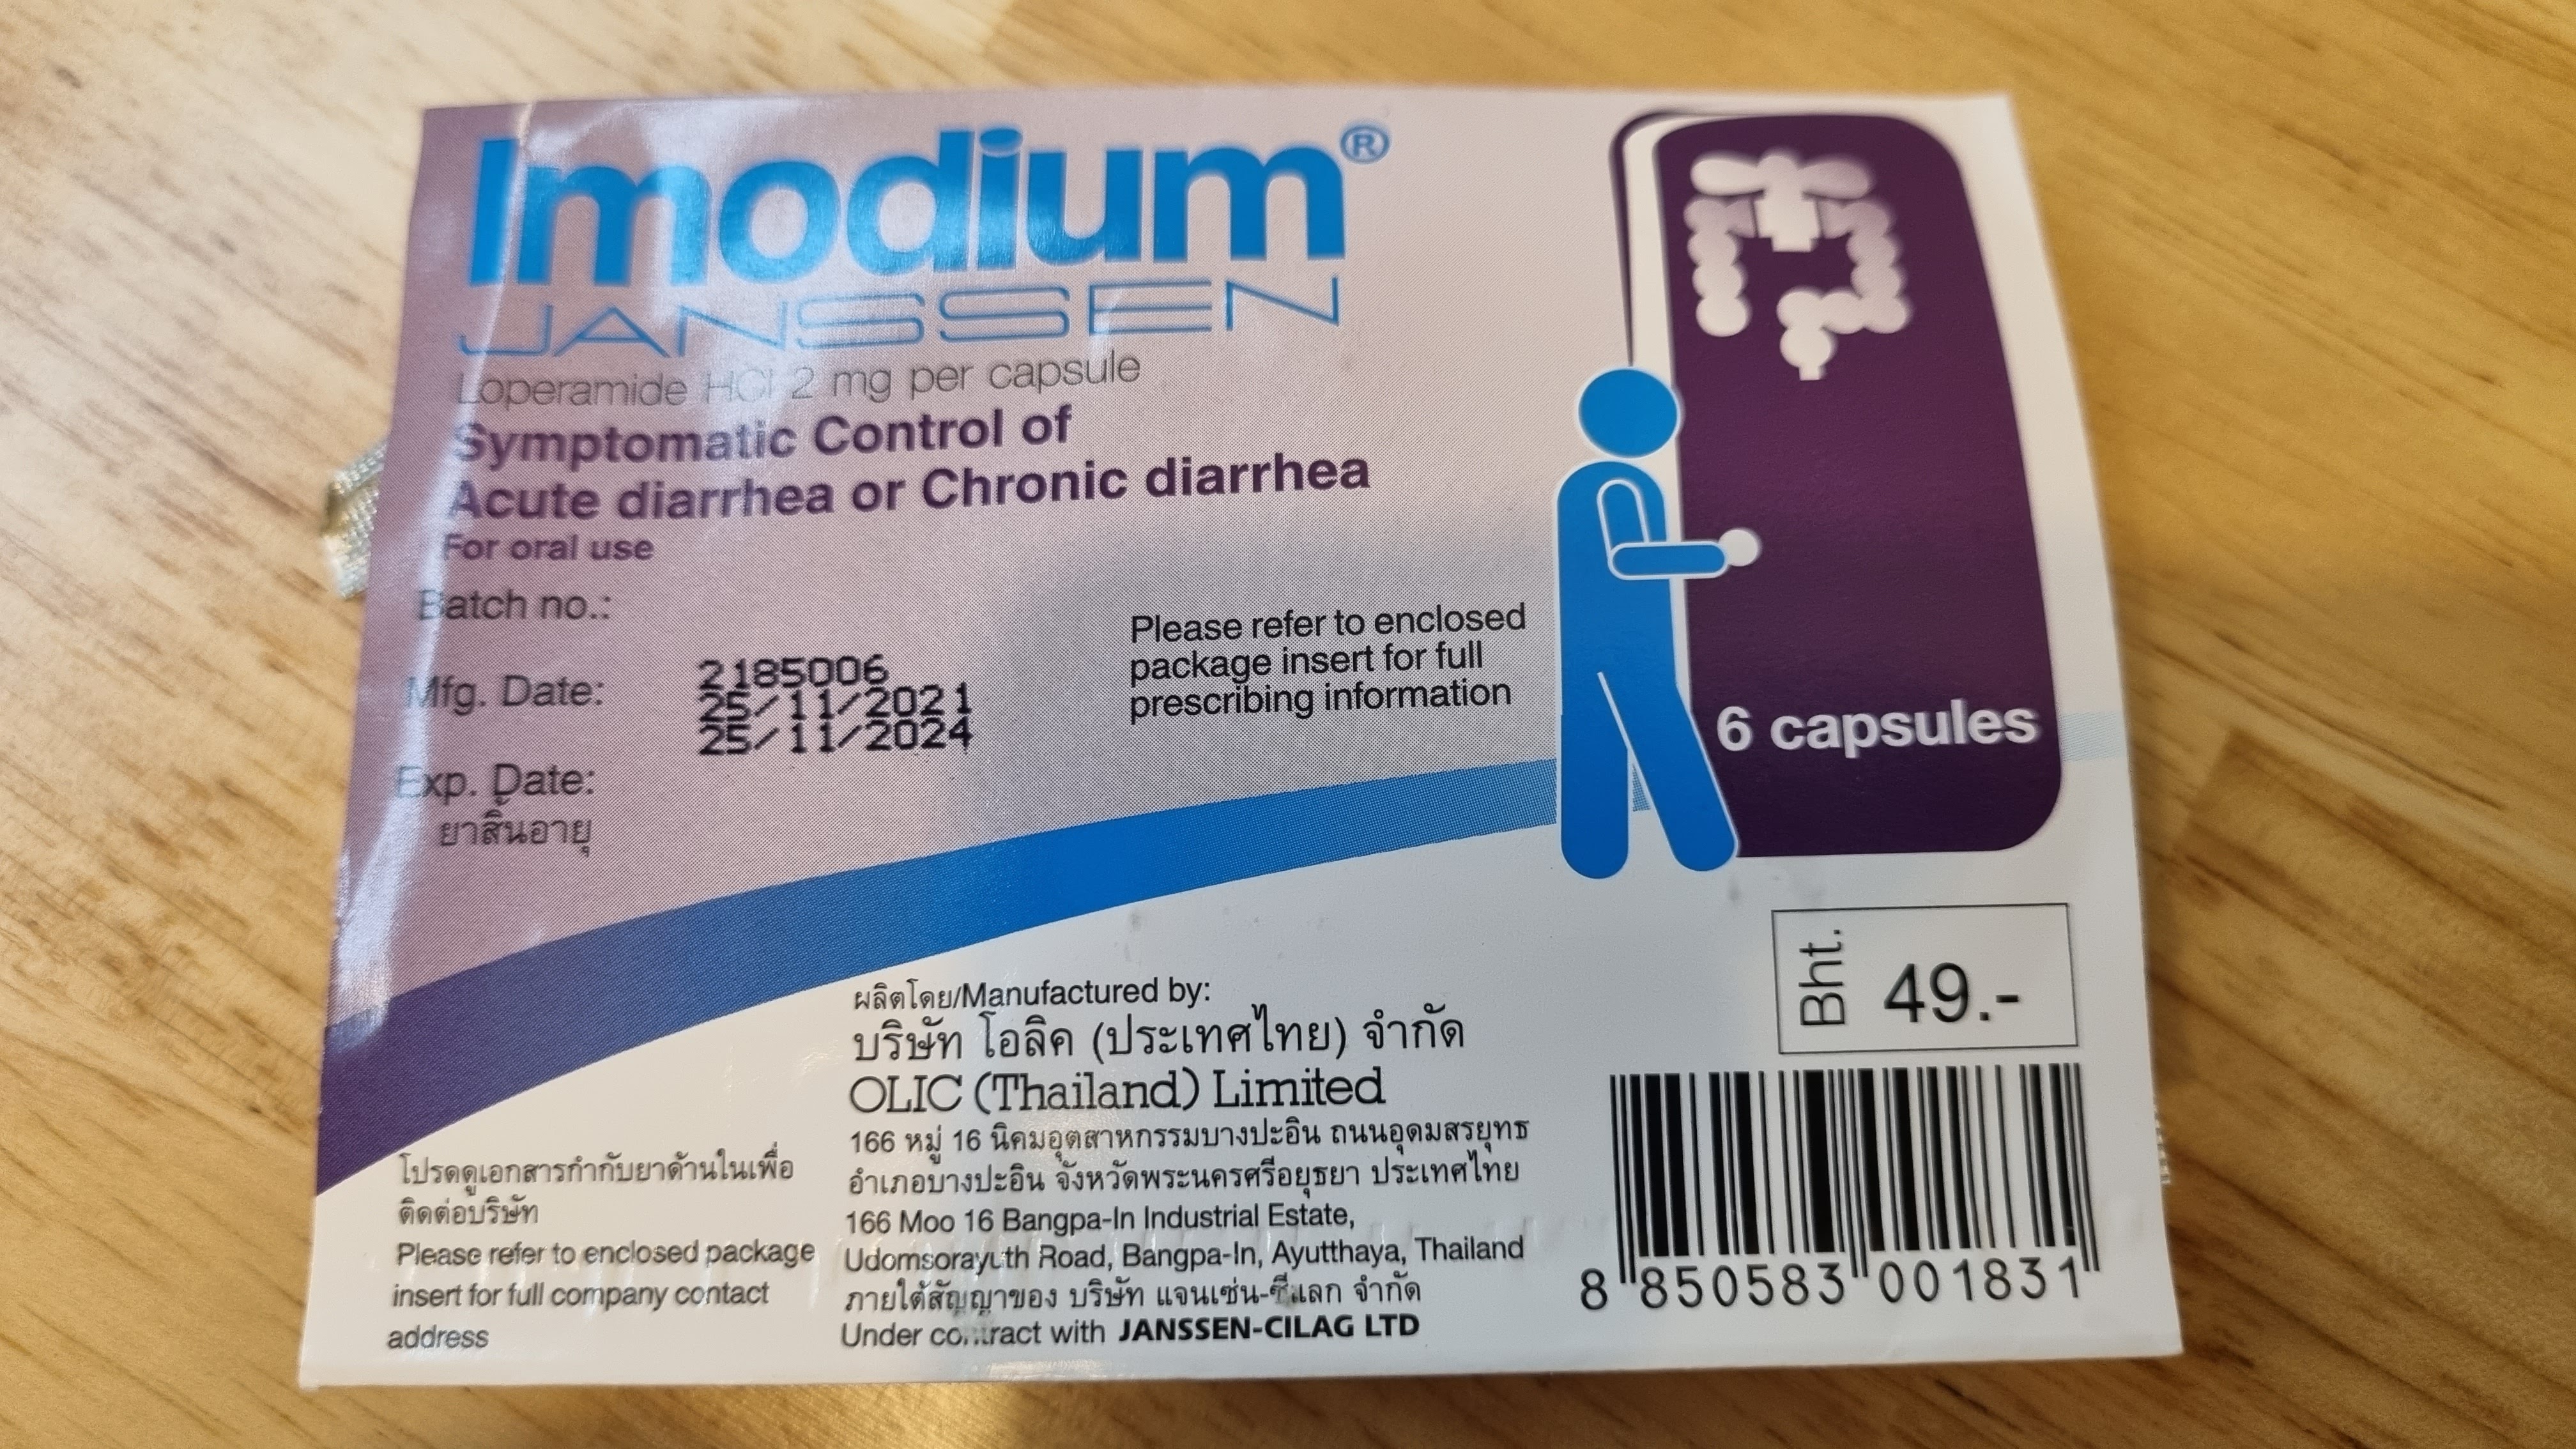 Imodium®
JANSSEN
Loperamide HCl 2 mg per capsule
Symptomatic Control of
Acute diarrhea or Chronic diarrhea
For oral use
Batch no.:
Mfg. Date:
Exp. Date:
ยาสิ้นอายุ
2185006
25/11/2021
25/11/2024
Please refer to enclosed
package insert for full
prescribing information
6 capsules
Bht. 49.-
ผลิตโดย/Manufactured by:
บริษัท โอลิค (ประเทศไทย) จำกัด
OLIC (Thailand) Limited
166 หมู่ 16 นิคมอุตสาหกรรมบางปะอิน ถนนอุดมสรยุทธ
อำเภอบางปะอิน จังหวัดพระนครศรีอยุธยา ประเทศไทย
166 Moo 16 Bangpa-In Industrial Estate,
Udomsorayuth Road, Bangpa-In, Ayutthaya, Thailand
ภายใต้สัญญาของ บริษัท แจนเซ่น-ซีแลก จำกัด
Under contract with JANSSEN-CILAG LTD
โปรดดูเอกสารกำกับยาด้านในเพื่อ
ติดต่อบริษัท
Please refer to enclosed package
insert for full company contact
address
8 850583 001831